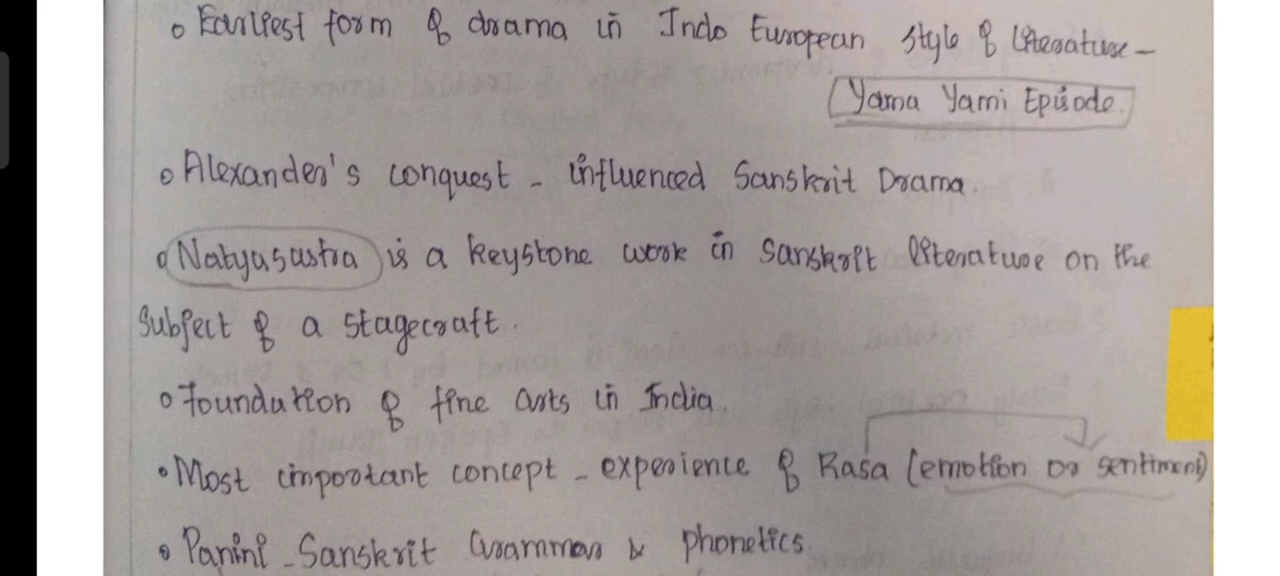 • Earliest form of drama in Indo European style of Literature –
Yama Yami Episode.
• Alexander's conquest - influenced Sanskrit Drama.
• Natyasastra is a keystone work in Sanskrit literature on the
Subject of a stagecraft.
• Foundation of fine arts in India.
• Most important concept - experience of Rasa (emotion or sentiment)
• Panini - Sanskrit Grammar & phonetics